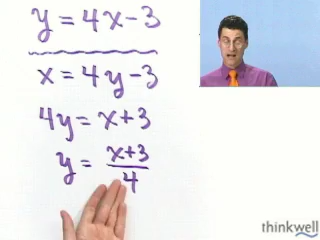 y = 4x-3
x = 4y-3
4y = x+3
y = x+3/4
thinkwell